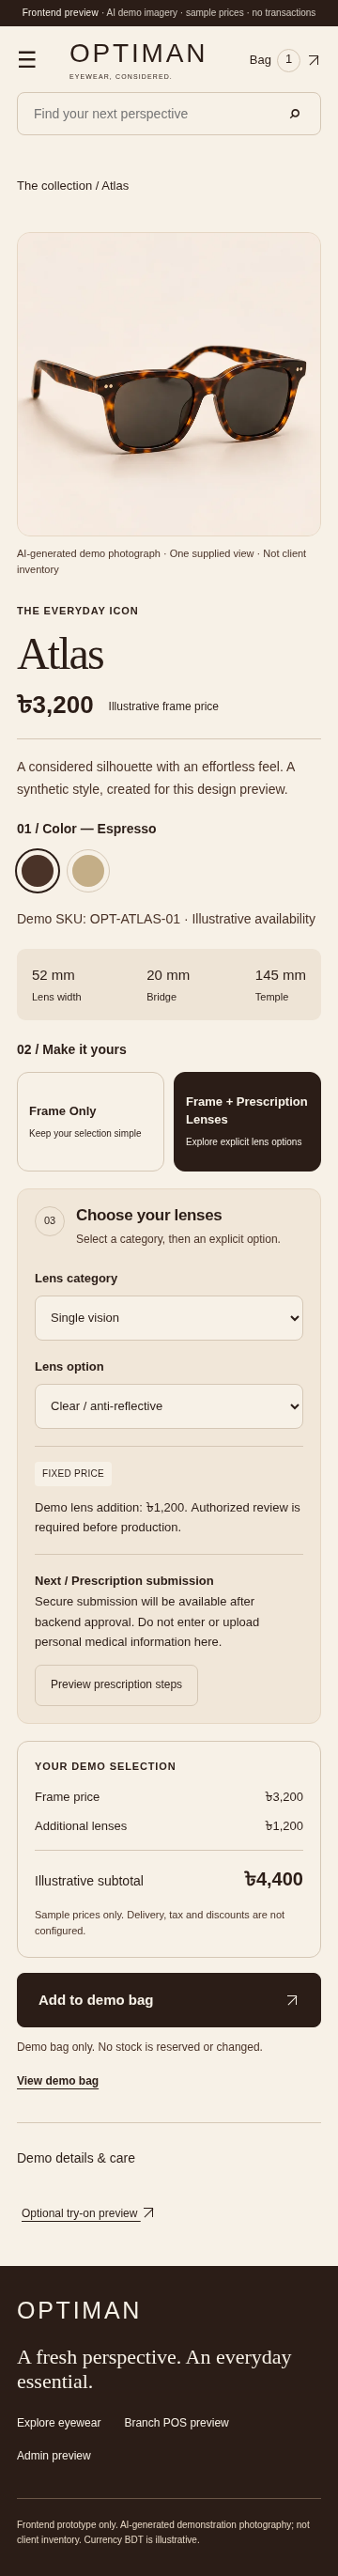 Frontend preview · AI demo imagery · sample prices · no transactions
OPTIMAN
EYEWEAR, CONSIDERED.
Bag 1
Find your next perspective
The collection / Atlas
AI-generated demo photograph · One supplied view · Not client
inventory
THE EVERYDAY ICON
Atlas
৳3,200 Illustrative frame price
A considered silhouette with an effortless feel. A
synthetic style, created for this design preview.
01 / Color — Espresso
Demo SKU: OPT-ATLAS-01 · Illustrative availability
52 mm 20 mm 145 mm
Lens width Bridge Temple
02 / Make it yours
Frame Only
Keep your selection simple
Frame + Prescription
Lenses
Explore explicit lens options
03 Choose your lenses
Select a category, then an explicit option.
Lens category
Single vision
Lens option
Clear / anti-reflective
FIXED PRICE
Demo lens addition: ৳1,200. Authorized review is
required before production.
Next / Prescription submission
Secure submission will be available after
backend approval. Do not enter or upload
personal medical information here.
Preview prescription steps
YOUR DEMO SELECTION
Frame price ৳3,200
Additional lenses ৳1,200
Illustrative subtotal ৳4,400
Sample prices only. Delivery, tax and discounts are not
configured.
Add to demo bag
Demo bag only. No stock is reserved or changed.
View demo bag
Demo details & care
Optional try-on preview
OPTIMAN
A fresh perspective. An everyday
essential.
Explore eyewear Branch POS preview
Admin preview
Frontend prototype only. AI-generated demonstration photography; not
client inventory. Currency BDT is illustrative.